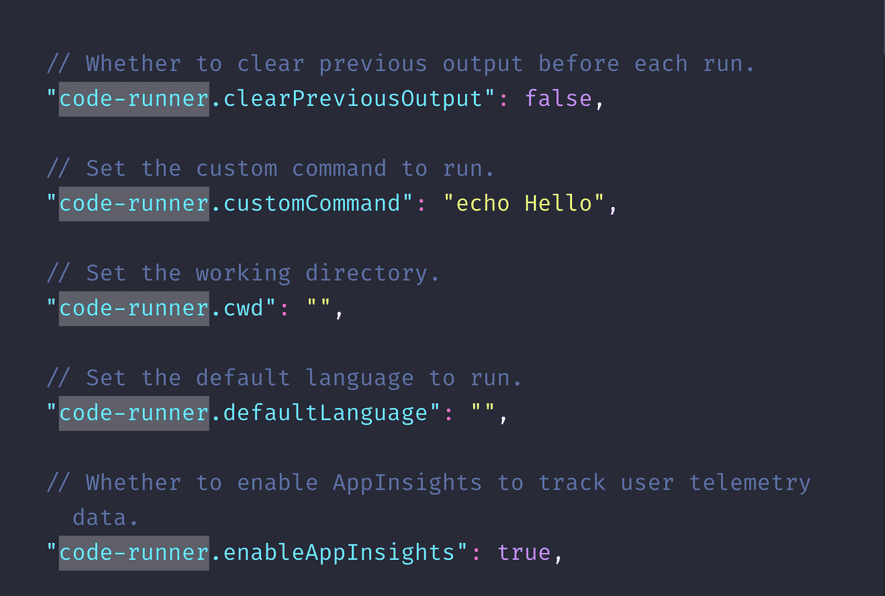 // Whether to clear previous output before each run.
"code-runner.clearPreviousOutput": false,
// Set the custom command to run.
"code-runner.customCommand": "echo Hello",
// Set the working directory.
"code-runner.cwd": "",
// Set the default language to run.
"code-runner.defaultLanguage": "",
// Whether to enable AppInsights to track user telemetry
data.
"code-runner.enableAppInsights": true,